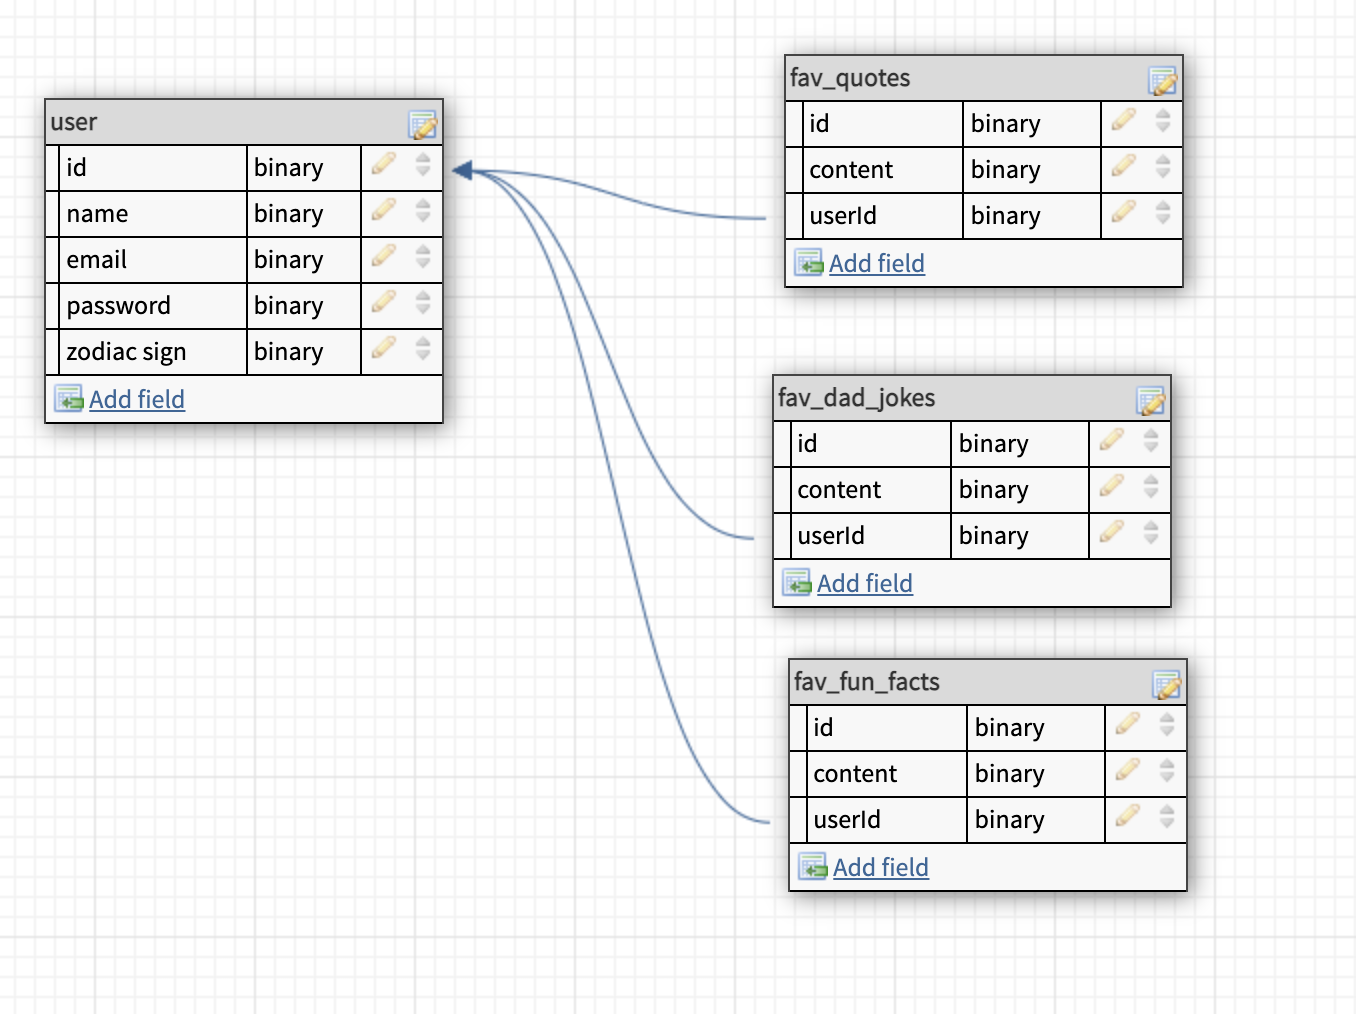 user
id binary
name binary
email binary
password binary
zodiac sign binary
Add field
fav_quotes
id binary
content binary
userId binary
Add field
fav_dad_jokes
id binary
content binary
userId binary
Add field
fav_fun_facts
id binary
content binary
userId binary
Add field